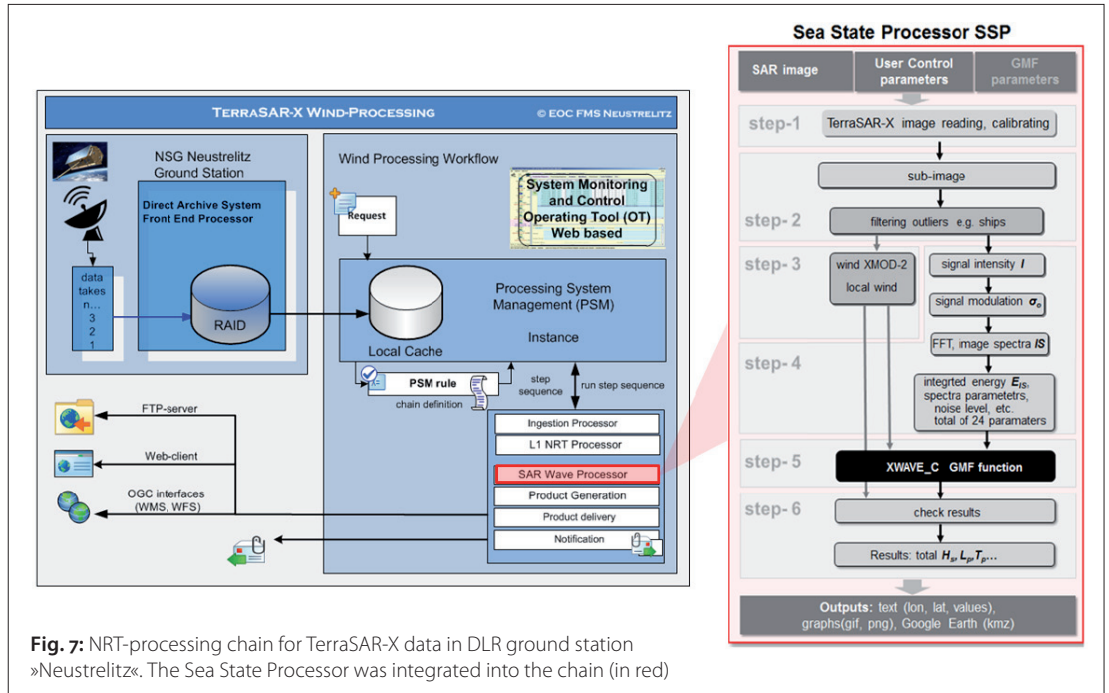 Sea State Processor SSP
SAR image
User Control
parameters
GMF
parameters
step-1
TerraSAR-X image reading, calibrating
sub-image
step- 2
filtering outliers e.g. ships
step- 3
wind XMOD-2
local wind
signal intensity I
signal modulation σo
FFT, image spectra IS
step-4
integrted energy EIS,
spectra parametetrs,
noise level, etc.
total of 24 paramaters
step- 5
XWAVE_C GMF function
step- 6
check results
Results: total Hs, Lp, Tp...
Outputs: text (lon, lat, values),
graphs(gif, png), Google Earth (kmz)
TERRASAR-X WIND-PROCESSING
© EOC FMS NEUSTRELITZ
NSG Neustrelitz
Ground Station
Direct Archive System
Front End Processor
data
takes
n...
3
2
1
RAID
Wind Processing Workflow
Request
System Monitoring
and Control
Operating Tool (OT)
Web based
Processing System
Management (PSM)
Instance
Local Cache
PSM rule
chain definition
step
sequence
run step sequence
Ingestion Processor
L1 NRT Processor
SAR Wave Processor
Product Generation
Product delivery
Notification
FTP-server
Web-client
OGC interfaces
(WMS, WFS)
Fig. 7: NRT-processing chain for TerraSAR-X data in DLR ground station
»Neustrelitz«. The Sea State Processor was integrated into the chain (in red)